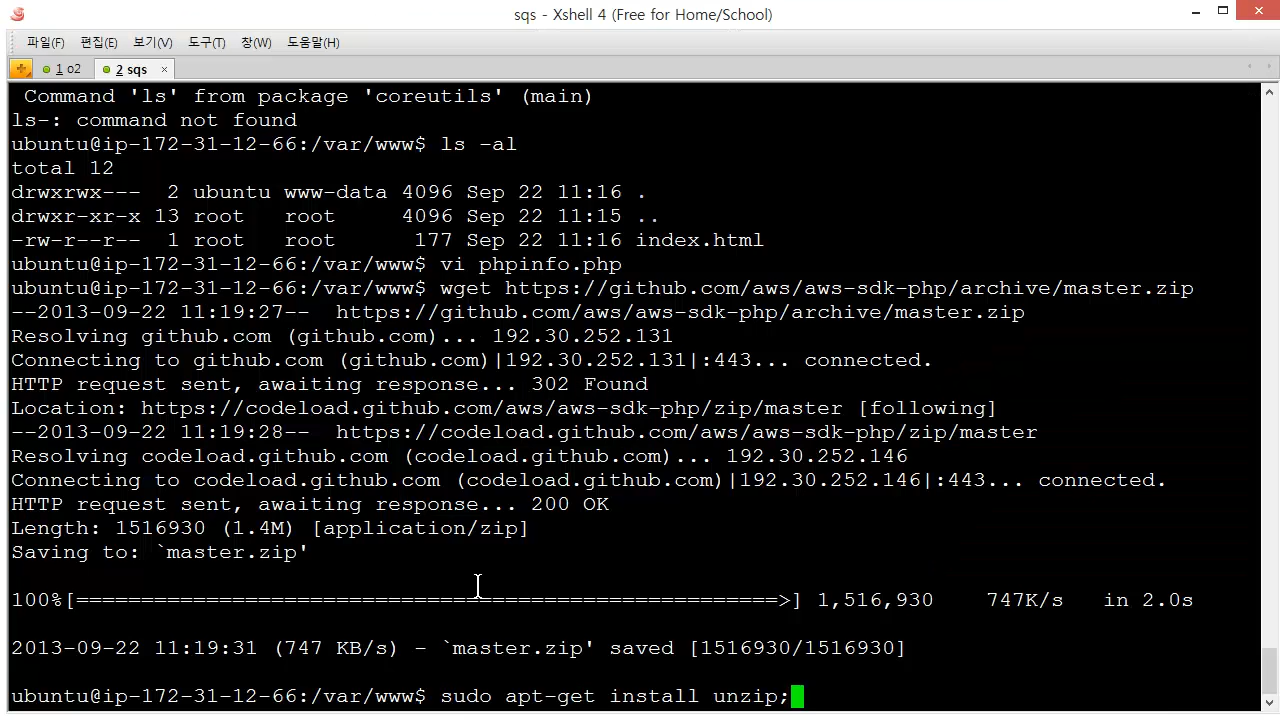 sqs - Xshell 4 (Free for Home/School)
파일(F) 편집(E) 보기(V) 도구(T) 창(W) 도움말(H)
1 o2 2 sqs ×
Command 'ls' from package 'coreutils' (main)
ls-: command not found
ubuntu@ip-172-31-12-66:/var/www$ ls -al
total 12
drwxrwx--- 2 ubuntu www-data 4096 Sep 22 11:16 .
drwxr-xr-x 13 root root 4096 Sep 22 11:15 ..
-rw-r--r-- 1 root root 177 Sep 22 11:16 index.html
ubuntu@ip-172-31-12-66:/var/www$ vi phpinfo.php
ubuntu@ip-172-31-12-66:/var/www$ wget https://github.com/aws/aws-sdk-php/archive/master.zip
--2013-09-22 11:19:27-- https://github.com/aws/aws-sdk-php/archive/master.zip
Resolving github.com (github.com)... 192.30.252.131
Connecting to github.com (github.com)|192.30.252.131|:443... connected.
HTTP request sent, awaiting response... 302 Found
Location: https://codeload.github.com/aws/aws-sdk-php/zip/master [following]
--2013-09-22 11:19:28-- https://codeload.github.com/aws/aws-sdk-php/zip/master
Resolving codeload.github.com (codeload.github.com)... 192.30.252.146
Connecting to codeload.github.com (codeload.github.com)|192.30.252.146|:443... connected.
HTTP request sent, awaiting response... 200 OK
Length: 1516930 (1.4M) [application/zip]
Saving to: `master.zip'
100%[======================================================>] 1,516,930 747K/s in 2.0s
2013-09-22 11:19:31 (747 KB/s) - `master.zip' saved [1516930/1516930]
ubuntu@ip-172-31-12-66:/var/www$ sudo apt-get install unzip;